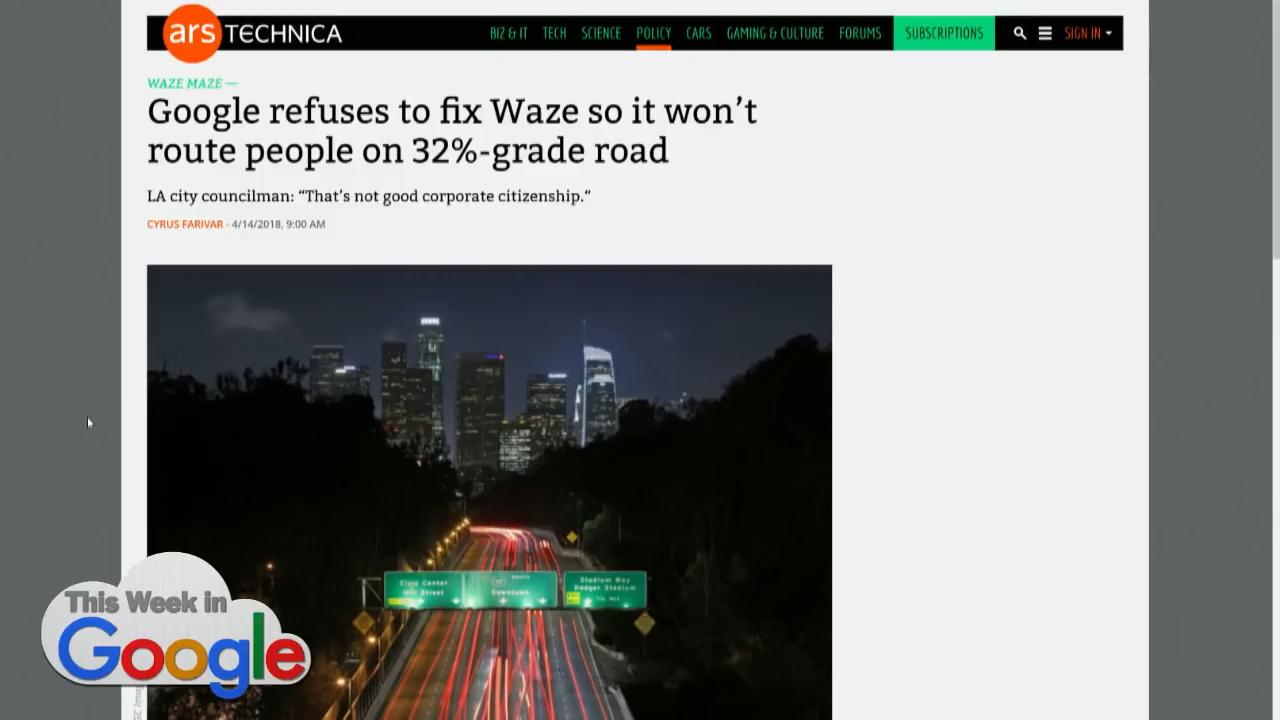 ars TECHNICA
BIZ & IT TECH SCIENCE POLICY CARS GAMING & CULTURE FORUMS SUBSCRIPTIONS SIGN IN
WAZE MAZE —
Google refuses to fix Waze so it won’t
route people on 32%-grade road
LA city councilman: “That’s not good corporate citizenship.“
CYRUS FARIVAR - 4/14/2018, 9:00 AM
Civic Center
Hill Street
Downtown
Stadium Way
Dodger Stadium
This Week in
Google